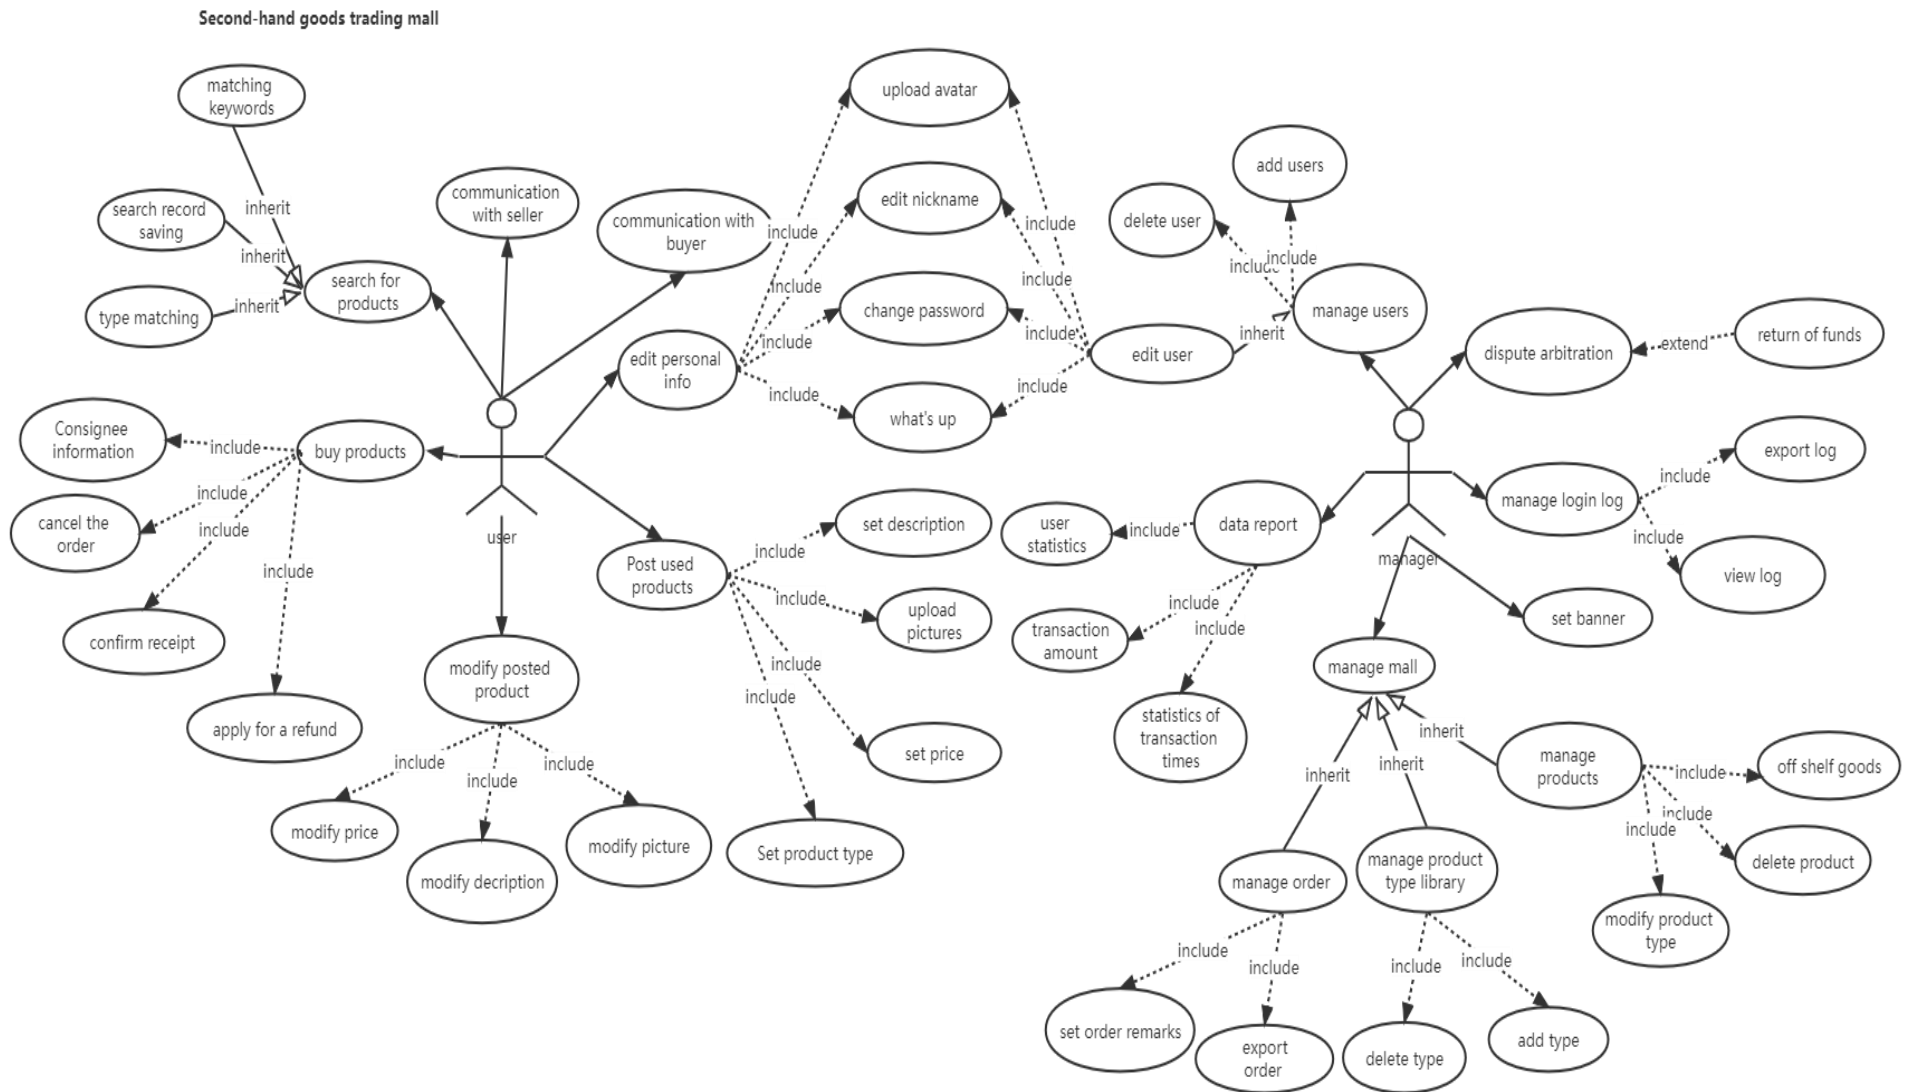 Second-hand goods trading mall
matching
keywords
inherit
search record
saving
inherit
type matching
inherit
search for
products
communication
with seller
communication with
buyer
upload avatar
edit nickname
change password
what's up
include
include
include
include
edit personal
info
include
include
include
include
edit user
inherit
delete user
add users
include
include
manage users
dispute arbitration
extend
return of funds
Consignee
information
include
buy products
cancel the
order
include
include
confirm receipt
include
apply for a refund
user
modify posted
product
include
include
include
modify price
modify decription
modify picture
Post used
products
include
set description
include
upload
pictures
include
set price
include
Set product type
user
statistics
include
data report
include
transaction
amount
include
statistics of
transaction
times
manager
manage login log
include
export log
include
view log
set banner
manage mall
inherit
inherit
inherit
manage
products
include
off shelf goods
include
delete product
include
modify product
type
manage order
manage product
type library
include
include
include
include
set order remarks
export
order
delete type
add type